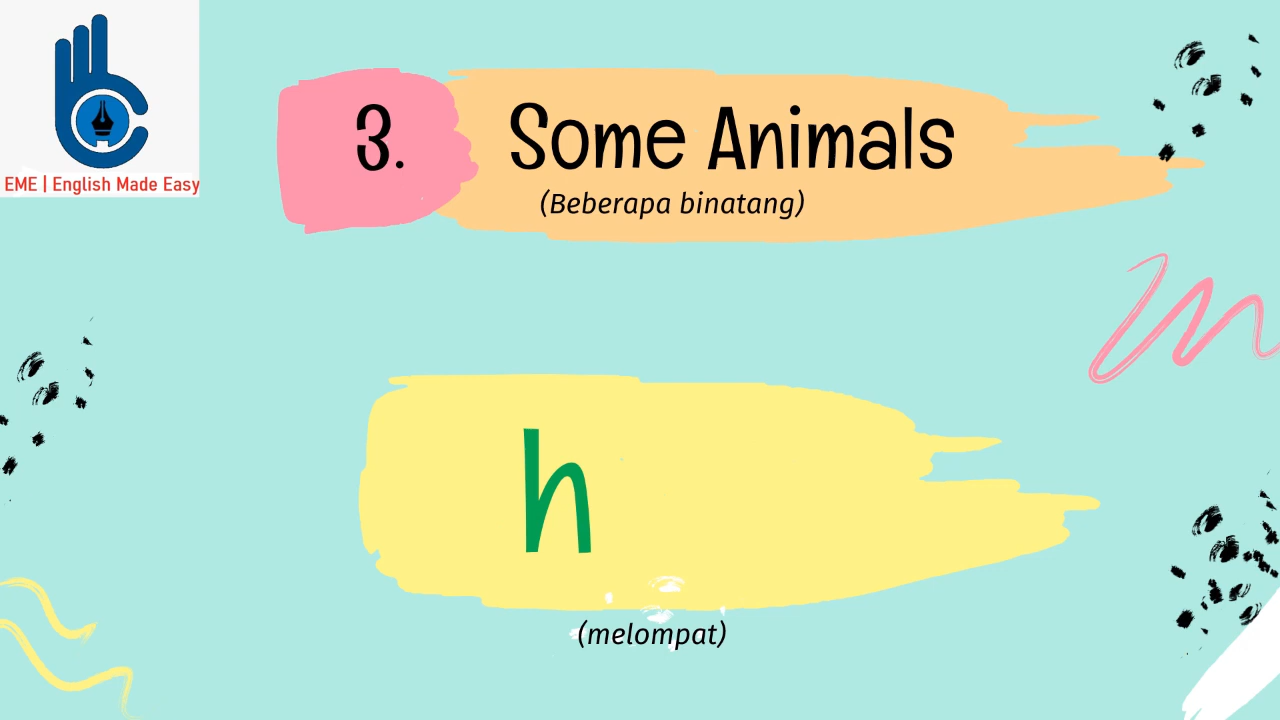 EME | English Made Easy
3. Some Animals
(Beberapa binatang)
h
(melompat)